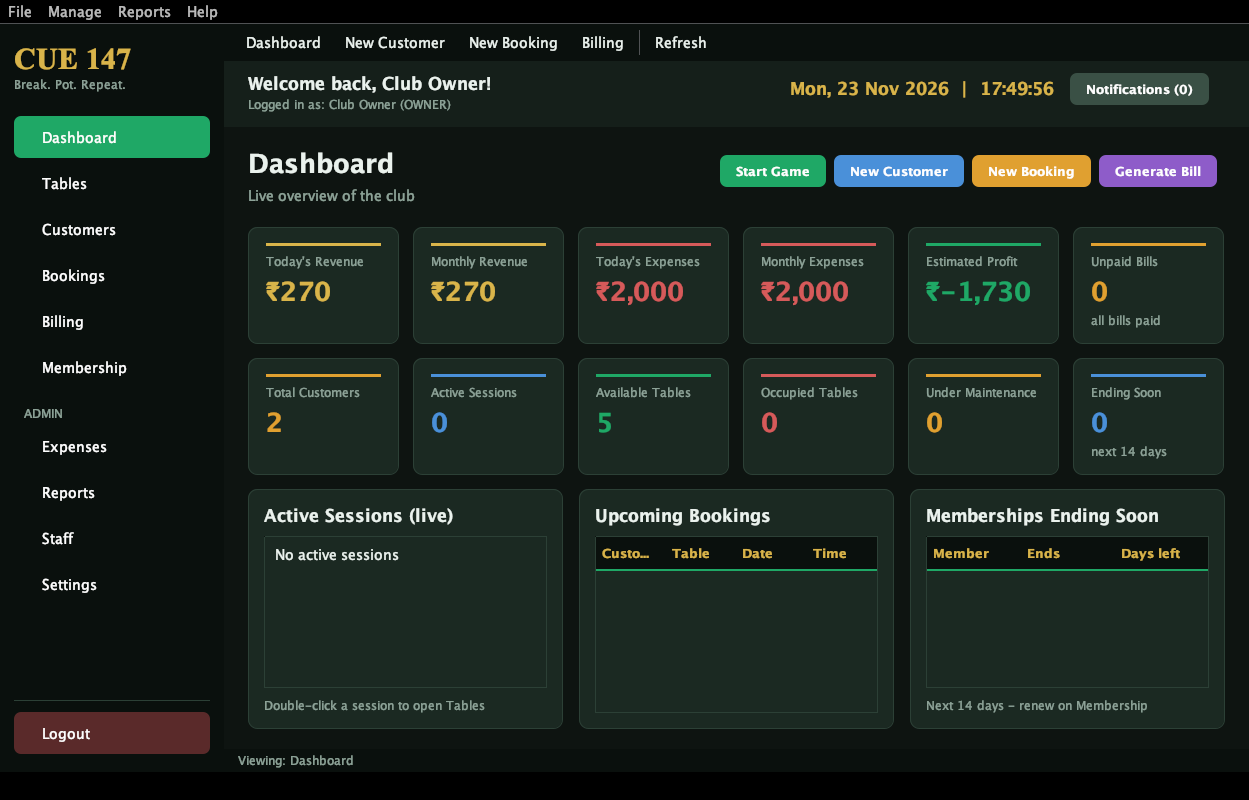 File Manage Reports Help
CUE 147
Break. Pot. Repeat.
Dashboard
Tables
Customers
Bookings
Billing
Membership
ADMIN
Expenses
Reports
Staff
Settings
Logout
Dashboard New Customer New Booking Billing Refresh
Welcome back, Club Owner!
Logged in as: Club Owner (OWNER)
Mon, 23 Nov 2026 | 17:49:56
Notifications (0)
Dashboard
Live overview of the club
Start Game New Customer New Booking Generate Bill
Today's Revenue
₹270
Monthly Revenue
₹270
Today's Expenses
₹2,000
Monthly Expenses
₹2,000
Estimated Profit
₹−1,730
Unpaid Bills
0
all bills paid
Total Customers
2
Active Sessions
0
Available Tables
5
Occupied Tables
0
Under Maintenance
0
Ending Soon
0
next 14 days
Active Sessions (live)
No active sessions
Double−click a session to open Tables
Upcoming Bookings
Custo... Table Date Time
Memberships Ending Soon
Member Ends Days left
Next 14 days − renew on Membership
Viewing: Dashboard